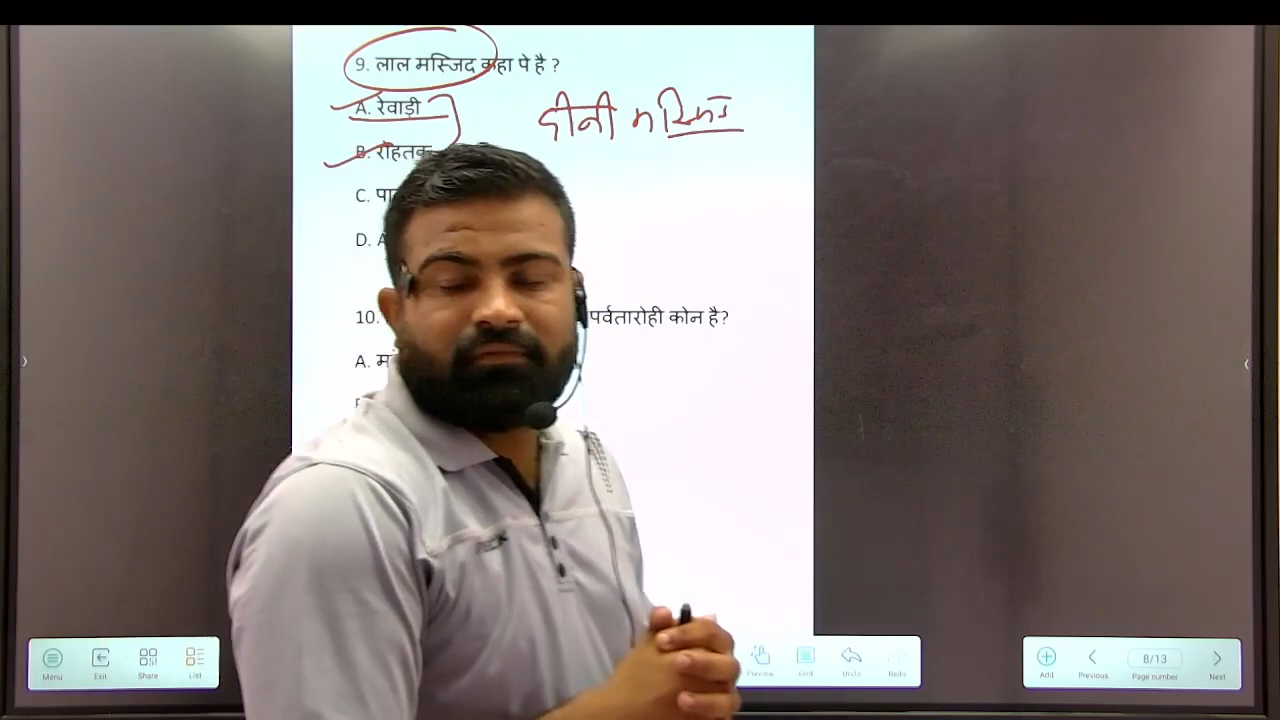 9. लाल मस्जिद कहा पे है ?
A. रेवाड़ी
दीनी मस्जिद
B. रोहतक
C. पा
D. A
10.
पर्वतारोही कोन है?
A. म
Menu
Exit
Share
List
Preview
Grid
Undo
Redo
Add
Previous
8/13
Page number
Next